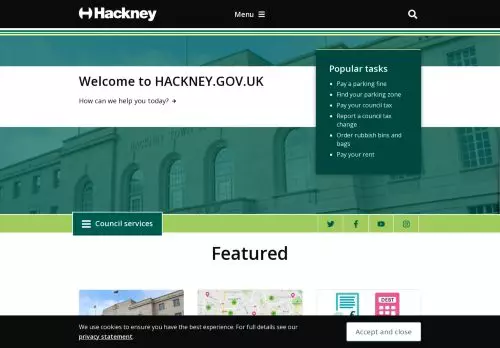 Hackney
Menu
Welcome to HACKNEY.GOV.UK
How can we help you today?
Popular tasks
Pay a parking fine
Find your parking zone
Pay your council tax
Report a council tax
change
Order rubbish bins and
bags
Pay your rent
HACKNEY TOWN
Council services
Featured
DEBT
We use cookies to ensure you have the best experience. For full details see our
privacy statement.
Accept and close